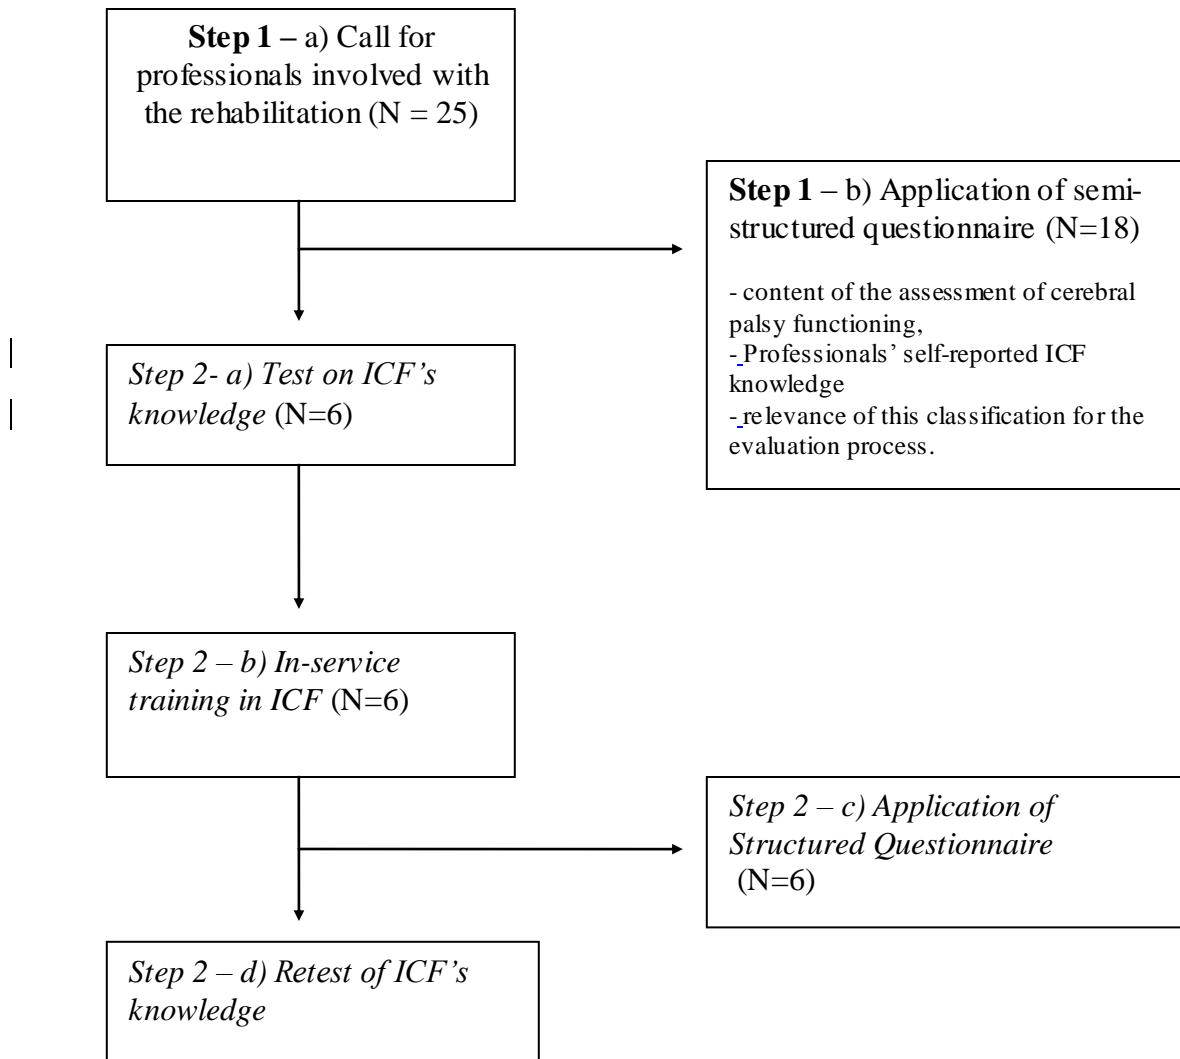 Step 1 – a) Call for
professionals involved with
the rehabilitation (N = 25)
Step 1 – b) Application of semi-
structured questionnaire (N=18)
- content of the assessment of cerebral
palsy functioning,
- Professionals’ self-reported ICF
knowledge
- relevance of this classification for the
evaluation process.
Step 2- a) Test on ICF’s
knowledge (N=6)
Step 2 – b) In-service
training in ICF (N=6)
Step 2 – c) Application of
Structured Questionnaire
(N=6)
Step 2 – d) Retest of ICF’s
knowledge